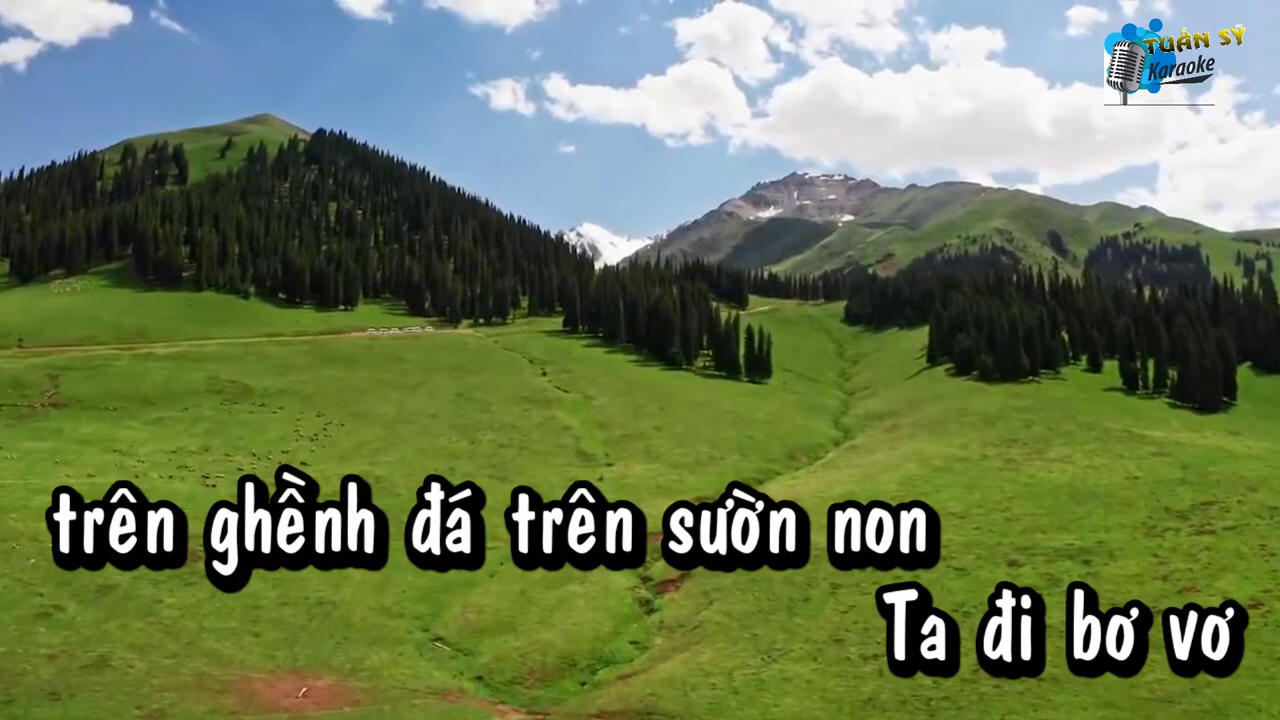 TUẤN SỸ
Karaoke
trên ghềnh đá trên sườn non
Ta đi bơ vơ